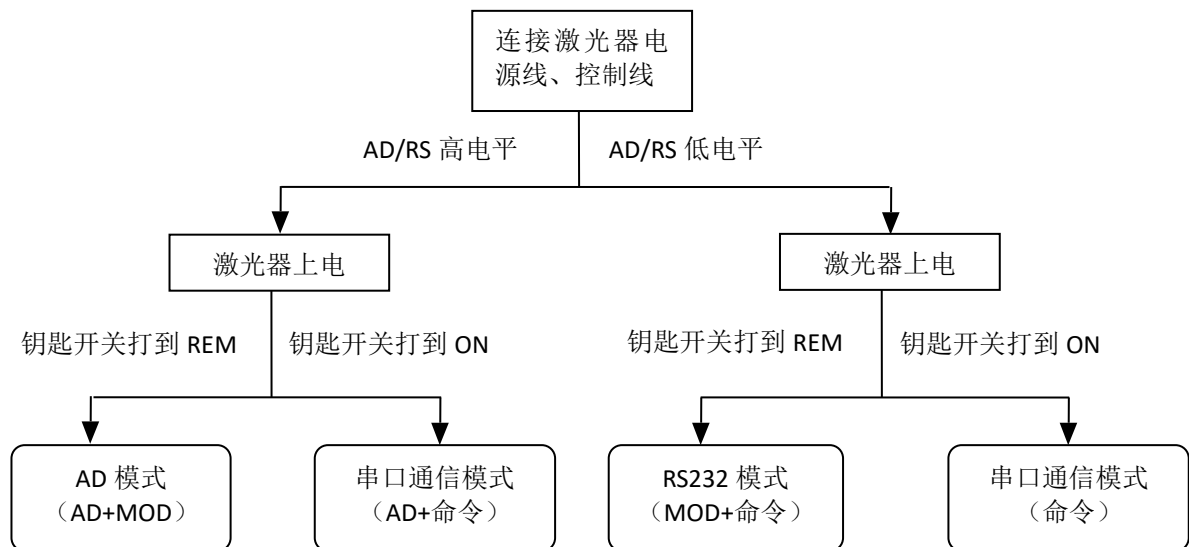 连接激光器电
源线、控制线
AD/RS 高电平
AD/RS 低电平
激光器上电
激光器上电
钥匙开关打到 REM
钥匙开关打到 ON
钥匙开关打到 REM
钥匙开关打到 ON
AD 模式
（AD+MOD）
串口通信模式
（AD+命令）
RS232 模式
（MOD+命令）
串口通信模式
（命令）